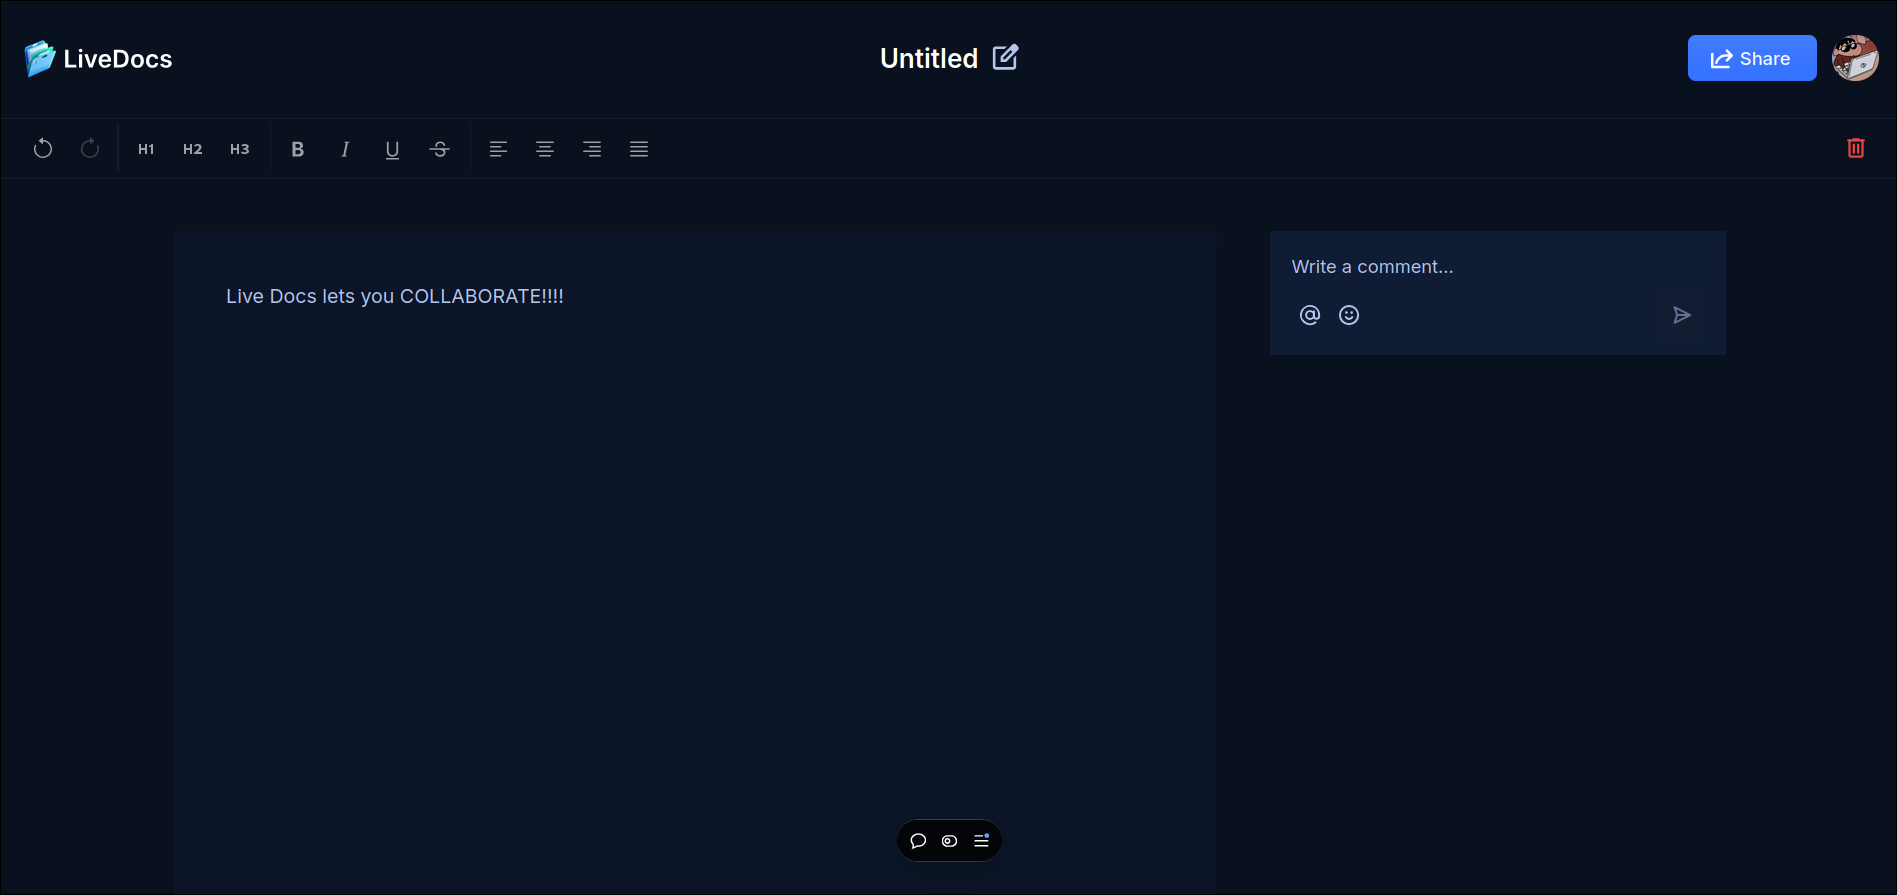 LiveDocs
Untitled
Share
H1 H2 H3 B I U S
Live Docs lets you COLLABORATE!!!!
Write a comment…
@